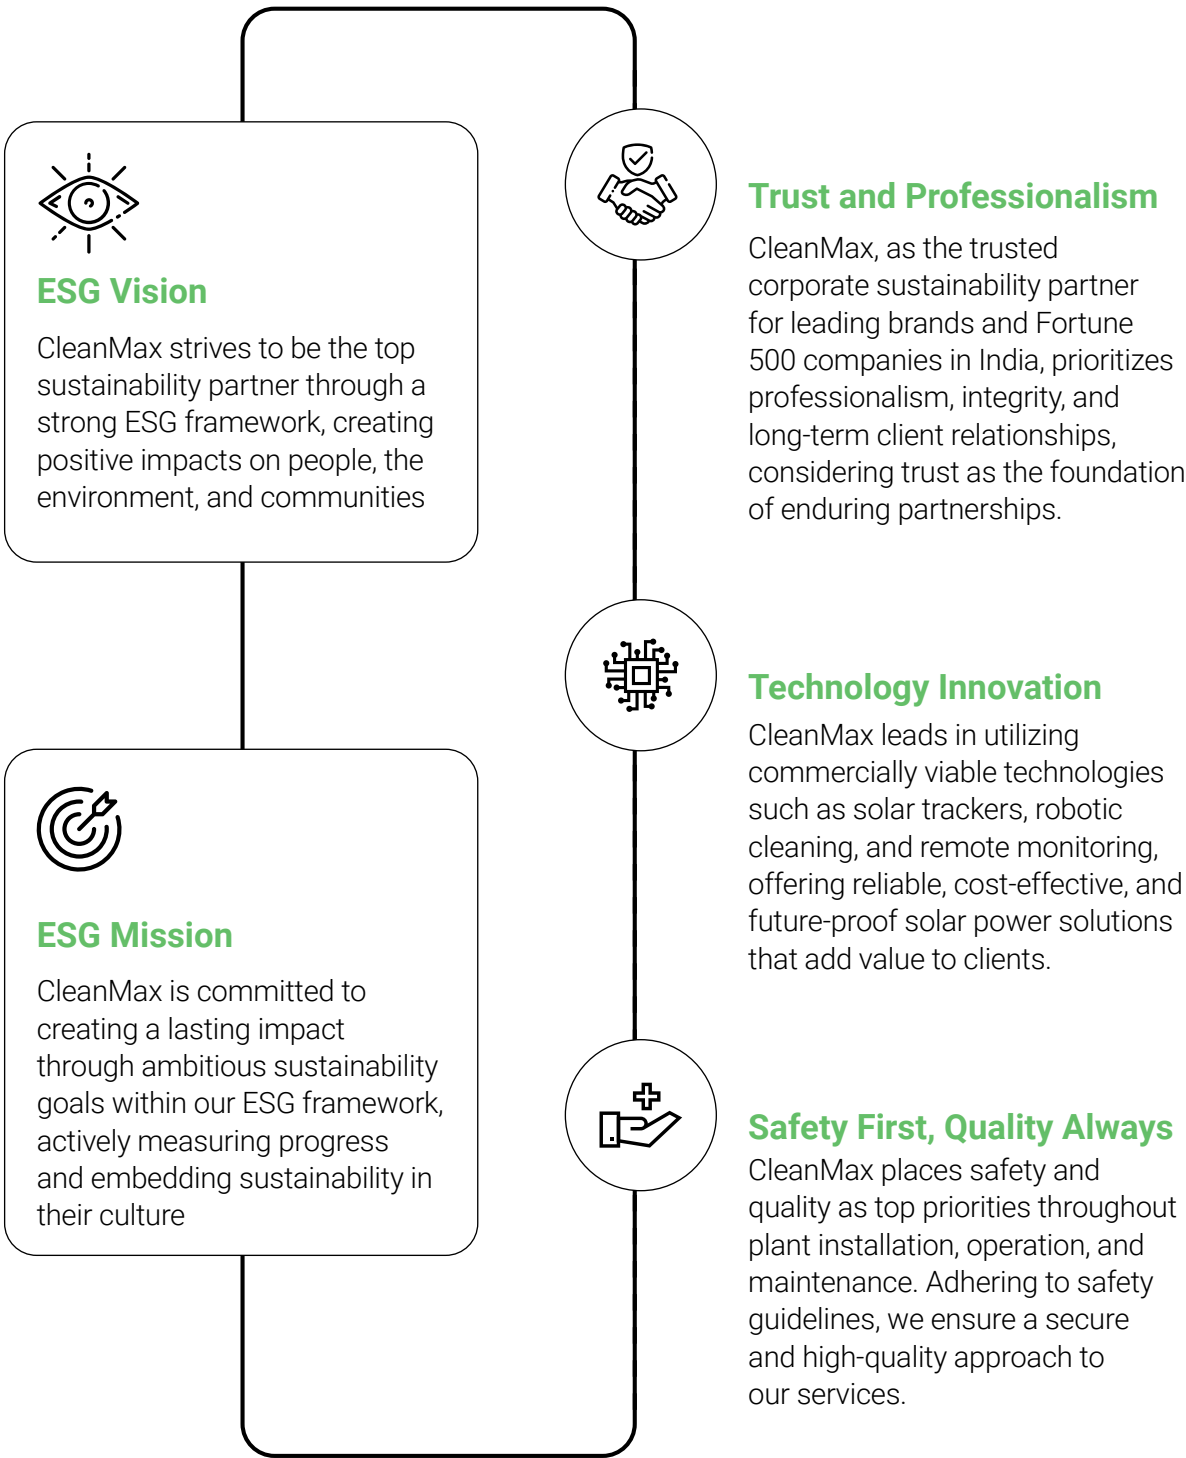 ESG Vision
CleanMax strives to be the top
sustainability partner through a
strong ESG framework, creating
positive impacts on people, the
environment, and communities
ESG Mission
CleanMax is committed to
creating a lasting impact
through ambitious sustainability
goals within our ESG framework,
actively measuring progress
and embedding sustainability in
their culture
Trust and Professionalism
CleanMax, as the trusted
corporate sustainability partner
for leading brands and Fortune
500 companies in India, prioritizes
professionalism, integrity, and
long-term client relationships,
considering trust as the foundation
of enduring partnerships.
Technology Innovation
CleanMax leads in utilizing
commercially viable technologies
such as solar trackers, robotic
cleaning, and remote monitoring,
offering reliable, cost-effective, and
future-proof solar power solutions
that add value to clients.
Safety First, Quality Always
CleanMax places safety and
quality as top priorities throughout
plant installation, operation, and
maintenance. Adhering to safety
guidelines, we ensure a secure
and high-quality approach to
our services.